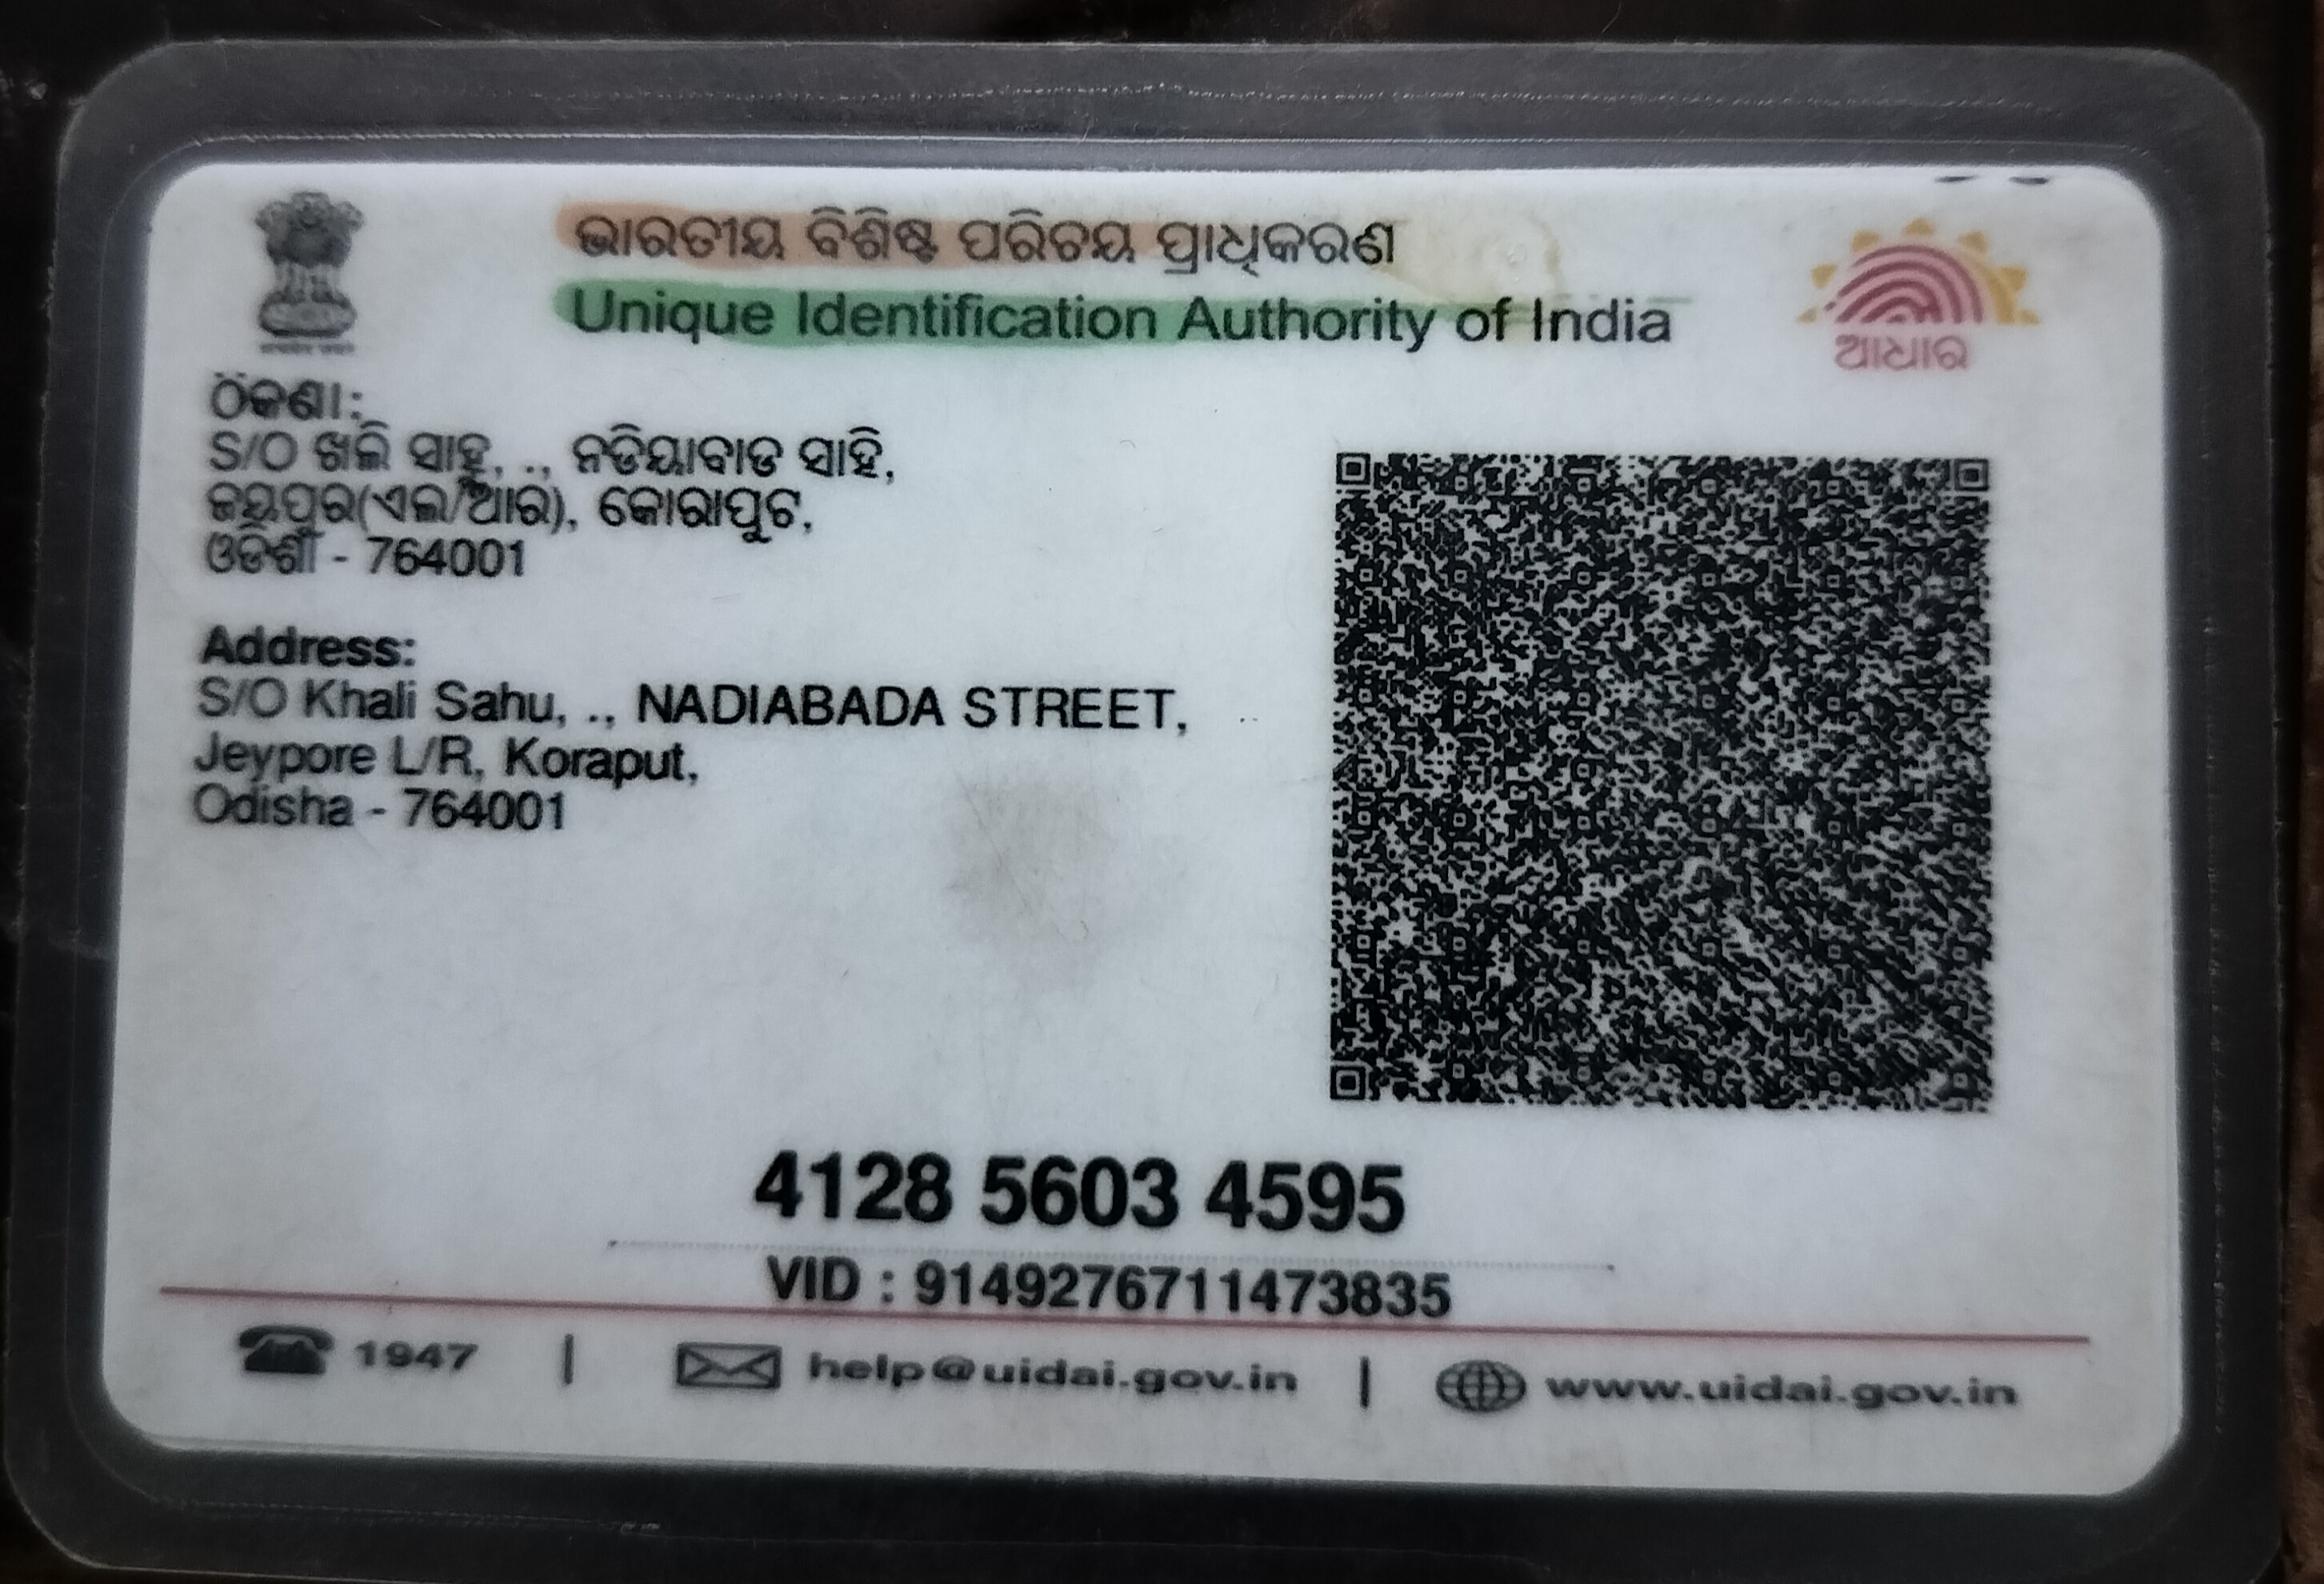 ଭାରତୀୟ ବିଶିଷ୍ଟ ପରିଚୟ ପ୍ରାଧିକରଣ
Unique Identification Authority of India
ଆଧାର
ଠିକଣା:
S/O ଖଲି ସାହୁ, ., ନଡିୟାବାଡ ସାହି,
ଜୟପୁର(ଏଲ/ଆର), କୋରାପୁଟ,
ଓଡିଶା - 764001
Address:
S/O Khali Sahu, ., NADIABADA STREET,
Jeypore L/R, Koraput,
Odisha - 764001
4128 5603 4595
VID : 9149276711473835
1947 | help@uidai.gov.in | www.uidai.gov.in